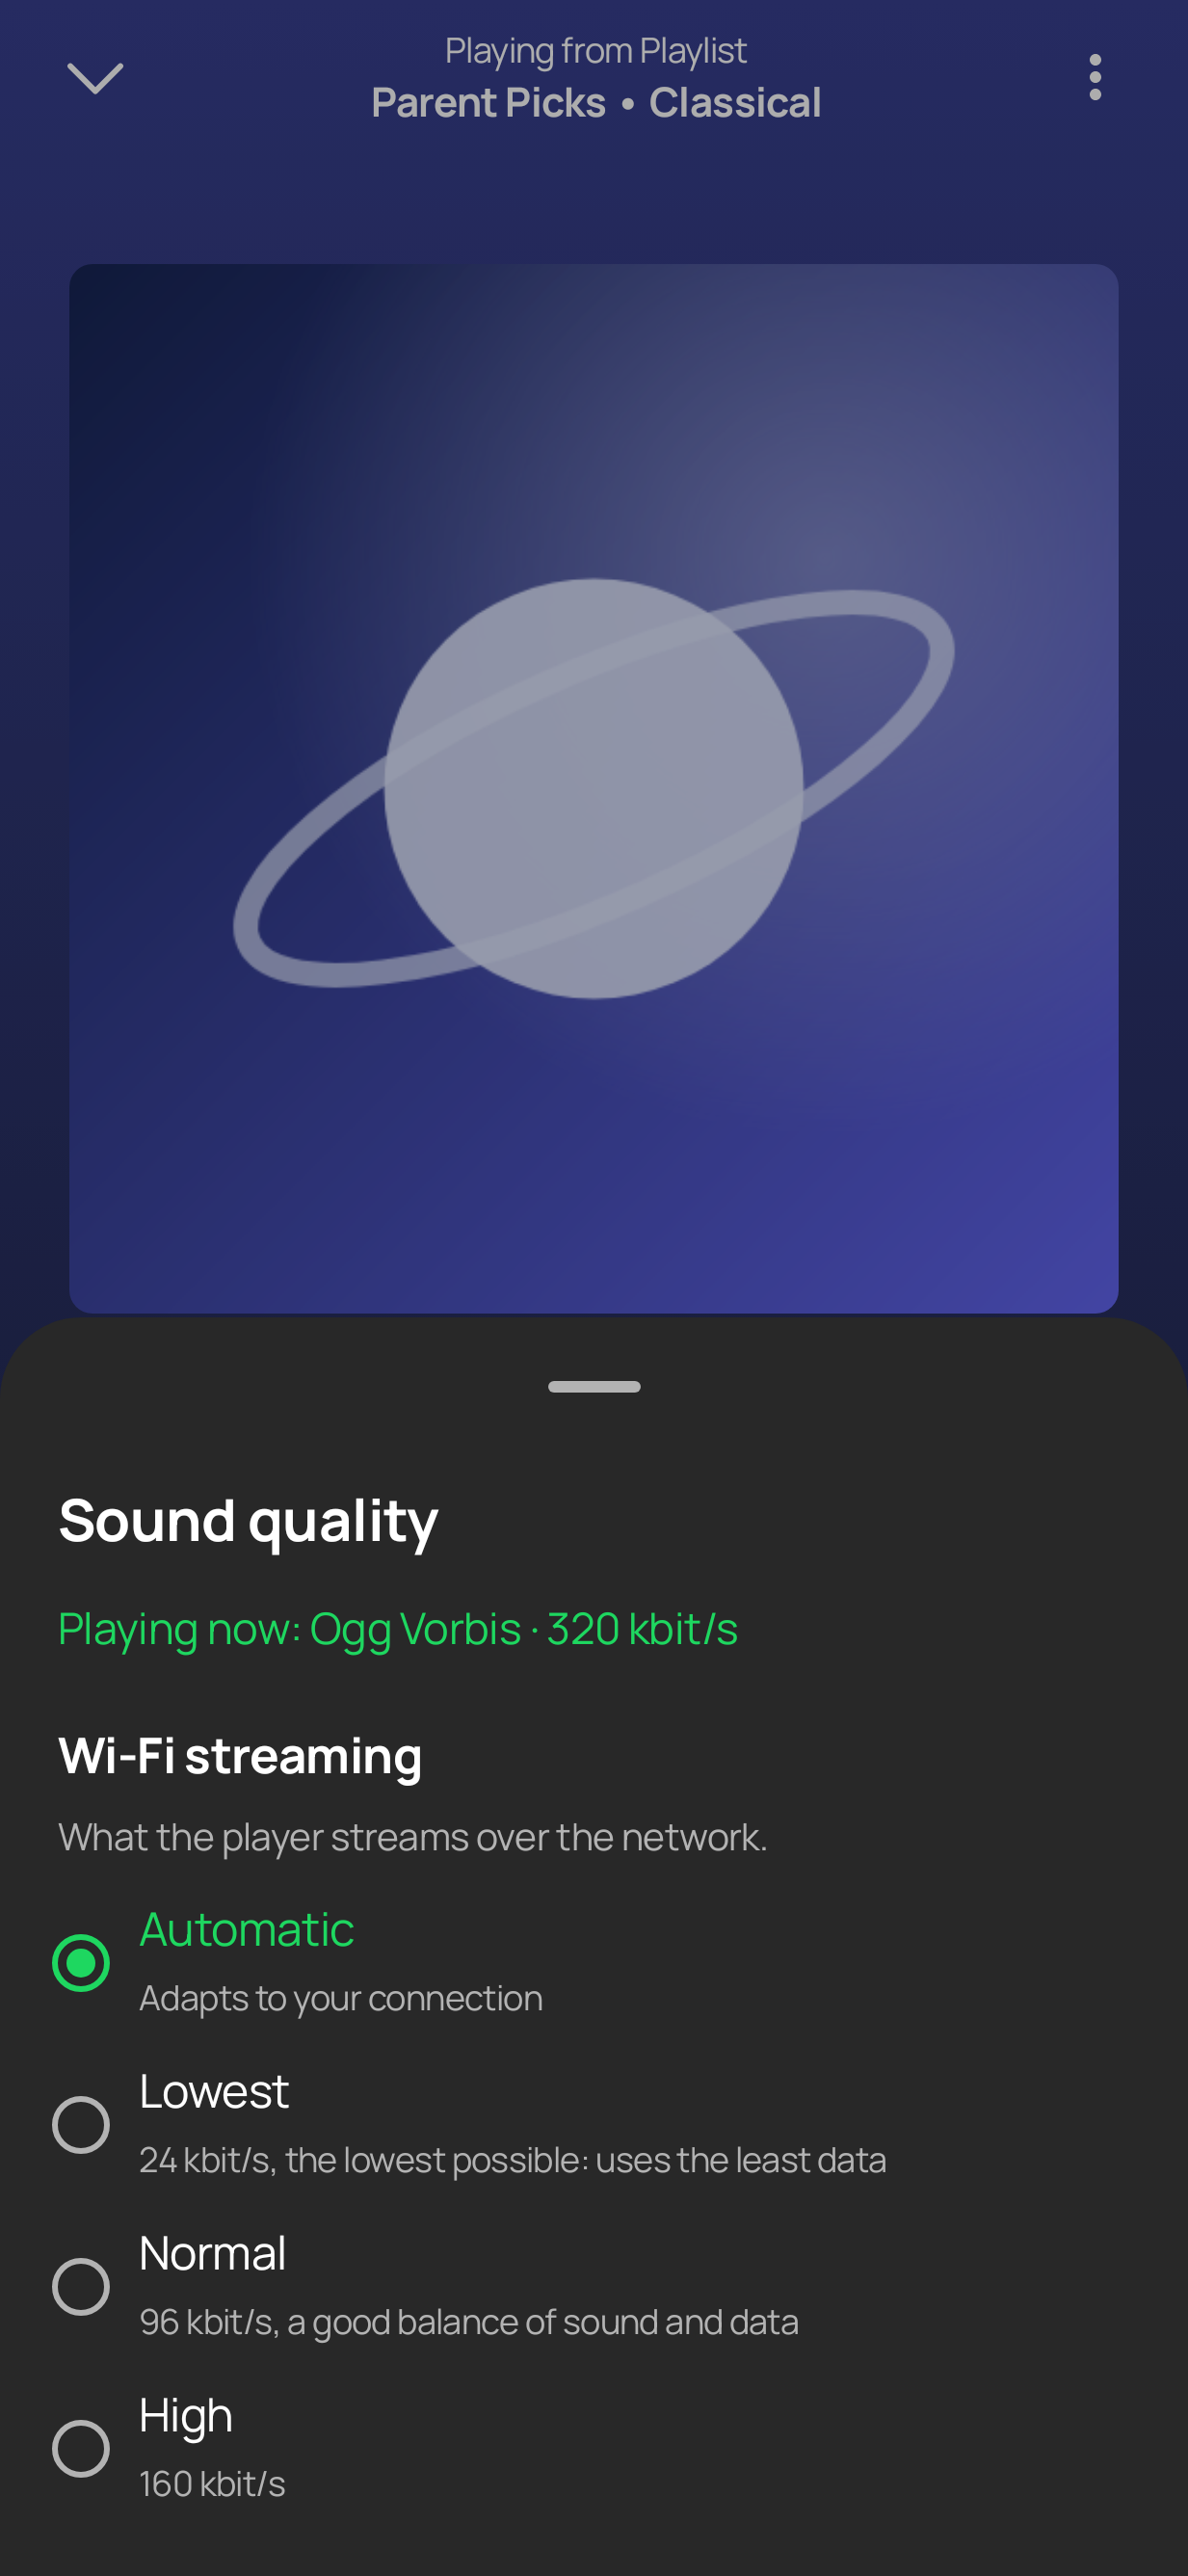 Playing from Playlist
Parent Picks • Classical
Sound quality
Playing now: Ogg Vorbis · 320 kbit/s
Wi-Fi streaming
What the player streams over the network.
Automatic
Adapts to your connection
Lowest
24 kbit/s, the lowest possible: uses the least data
Normal
96 kbit/s, a good balance of sound and data
High
160 kbit/s